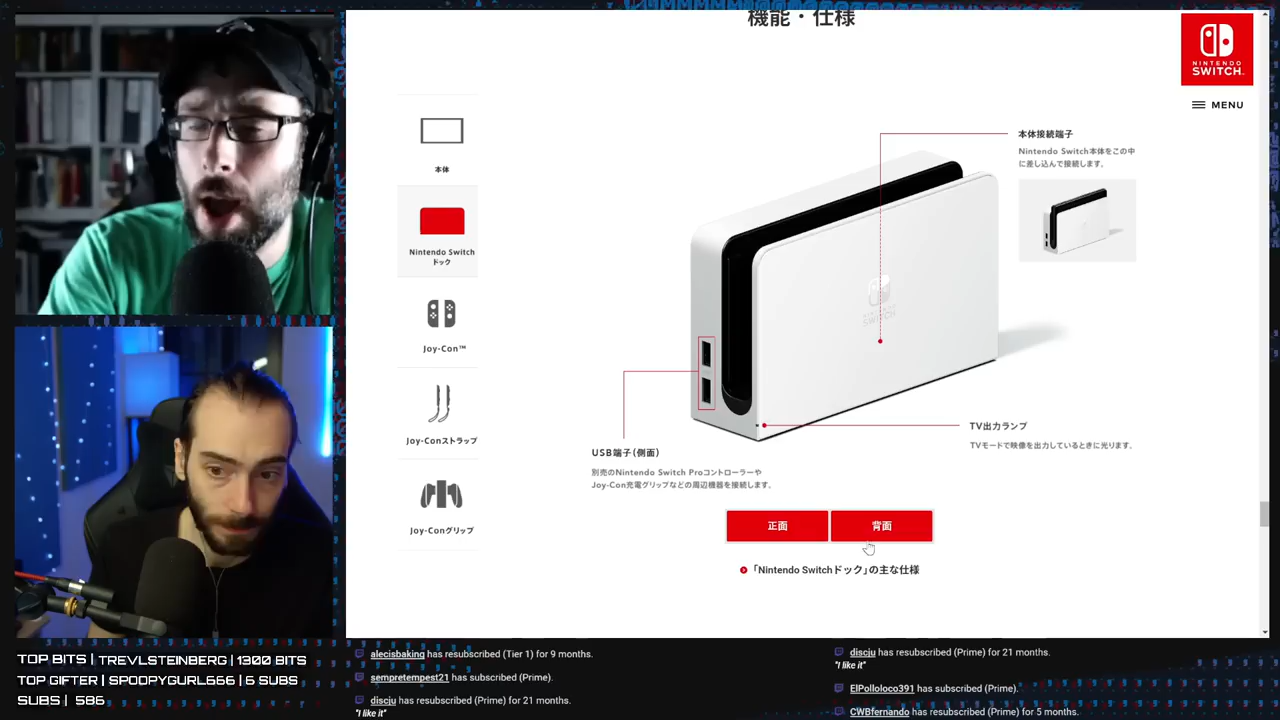 機能・仕様
NINTENDO
SWITCH
MENU
本体
Nintendo Switch
ドック
Joy-Con™
Joy-Conストラップ
Joy-Conグリップ
本体接続端子
Nintendo Switch本体をこの中
に差し込んで接続します。
SWITCH
TV出力ランプ
TVモードで映像を出力しているときに光ります。
USB端子(側面)
別売のNintendo Switch Proコントローラーや
Joy-Con充電グリップなどの周辺機器を接続します。
正面
背面
「Nintendo Switchドック」の主な仕様
TOP BITS | TREVLSTEINBERG | 1300 BITS
TOP GIFTER | SPOOPYGURL666 | 6 SUBS
SUBS | 586
alecisbaking has resubscribed (Tier 1) for 9 months.
sempretempest21 has subscribed (Prime).
discju has resubscribed (Prime) for 21 months.
"I like it"
discju has resubscribed (Prime) for 21 months.
"I like it"
ElPolloloco391 has subscribed (Prime).
CWBfernando has resubscribed (Prime) for 5 months.